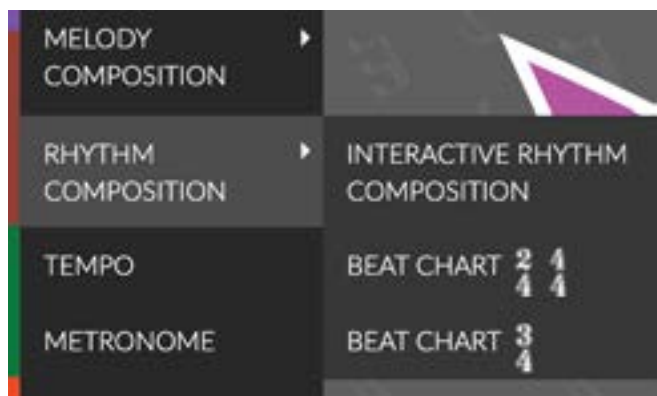 MELODY
COMPOSITION
RHYTHM
COMPOSITION
TEMPO
METRONOME
INTERACTIVE RHYTHM
COMPOSITION
BEAT CHART 2/4 4/4
BEAT CHART 3/4